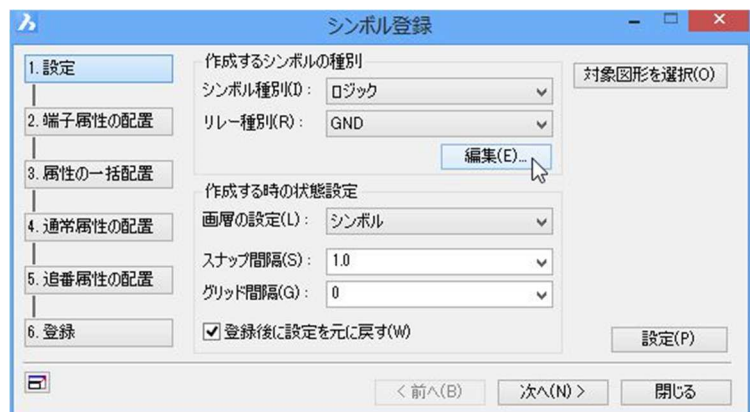 シンボル登録
1. 設定
2. 端子属性の配置
3. 属性の一括配置
4. 通常属性の配置
5. 追番属性の配置
6. 登録
作成するシンボルの種別
シンボル種別(I): ロジック
リレー種別(R): GND
編集(E)...
作成する時の状態設定
画層の設定(L): シンボル
スナップ間隔(S): 1.0
グリッド間隔(G): 0
登録後に設定を元に戻す(W)
対象図形を選択(O)
設定(P)
< 前へ(B)
次へ(N) >
閉じる